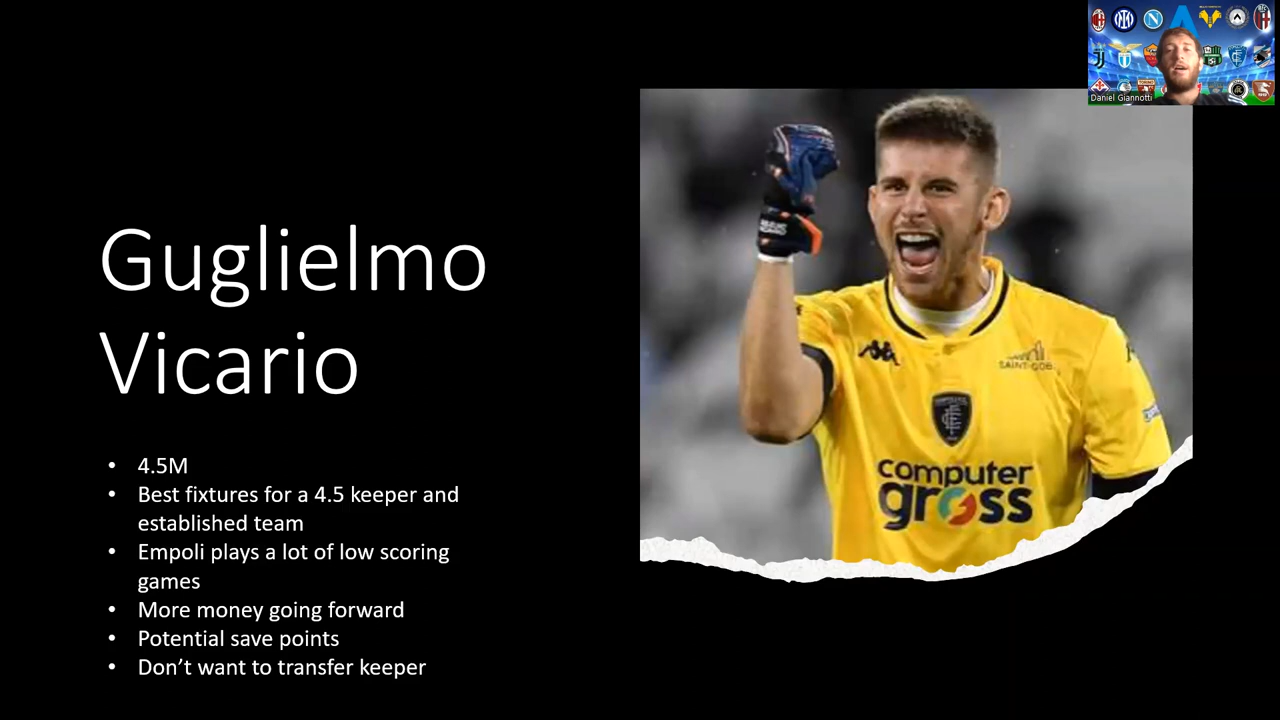 Daniel Giannotti
Guglielmo
Vicario
• 4.5M
• Best fixtures for a 4.5 keeper and
established team
• Empoli plays a lot of low scoring
games
• More money going forward
• Potential save points
• Don’t want to transfer keeper
computer
gross